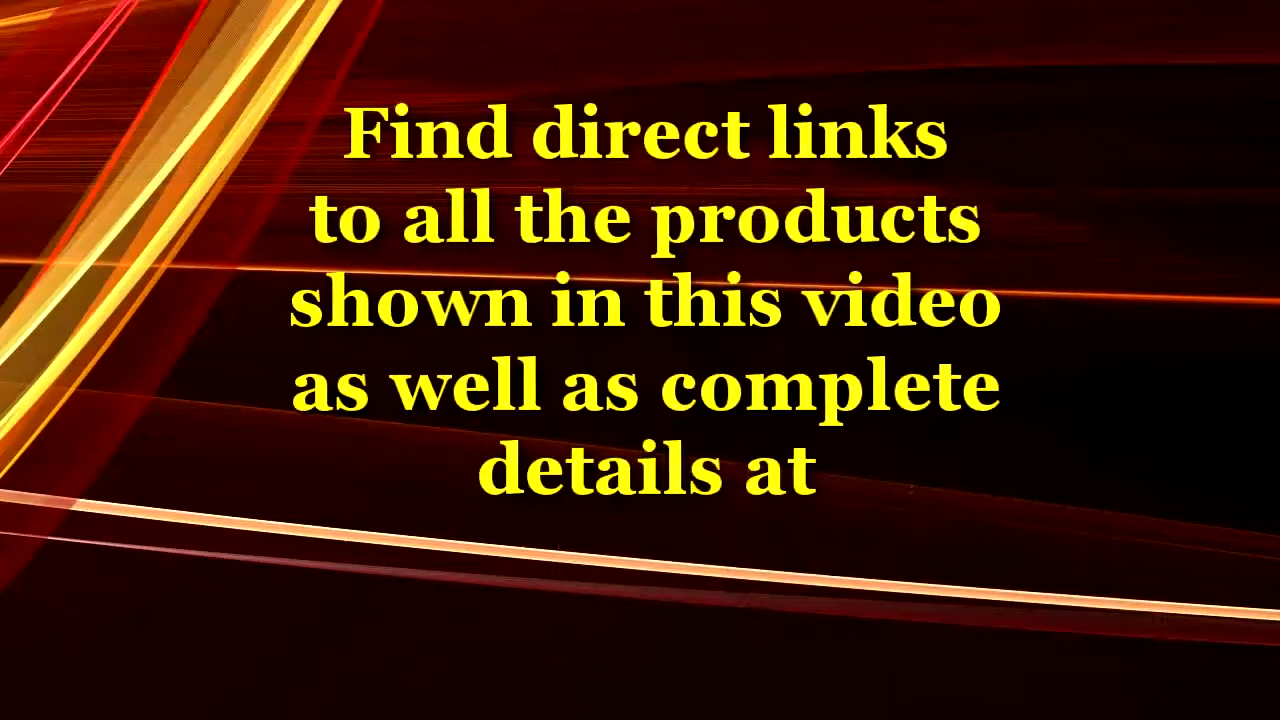 Find direct links
to all the products
shown in this video
as well as complete
details at